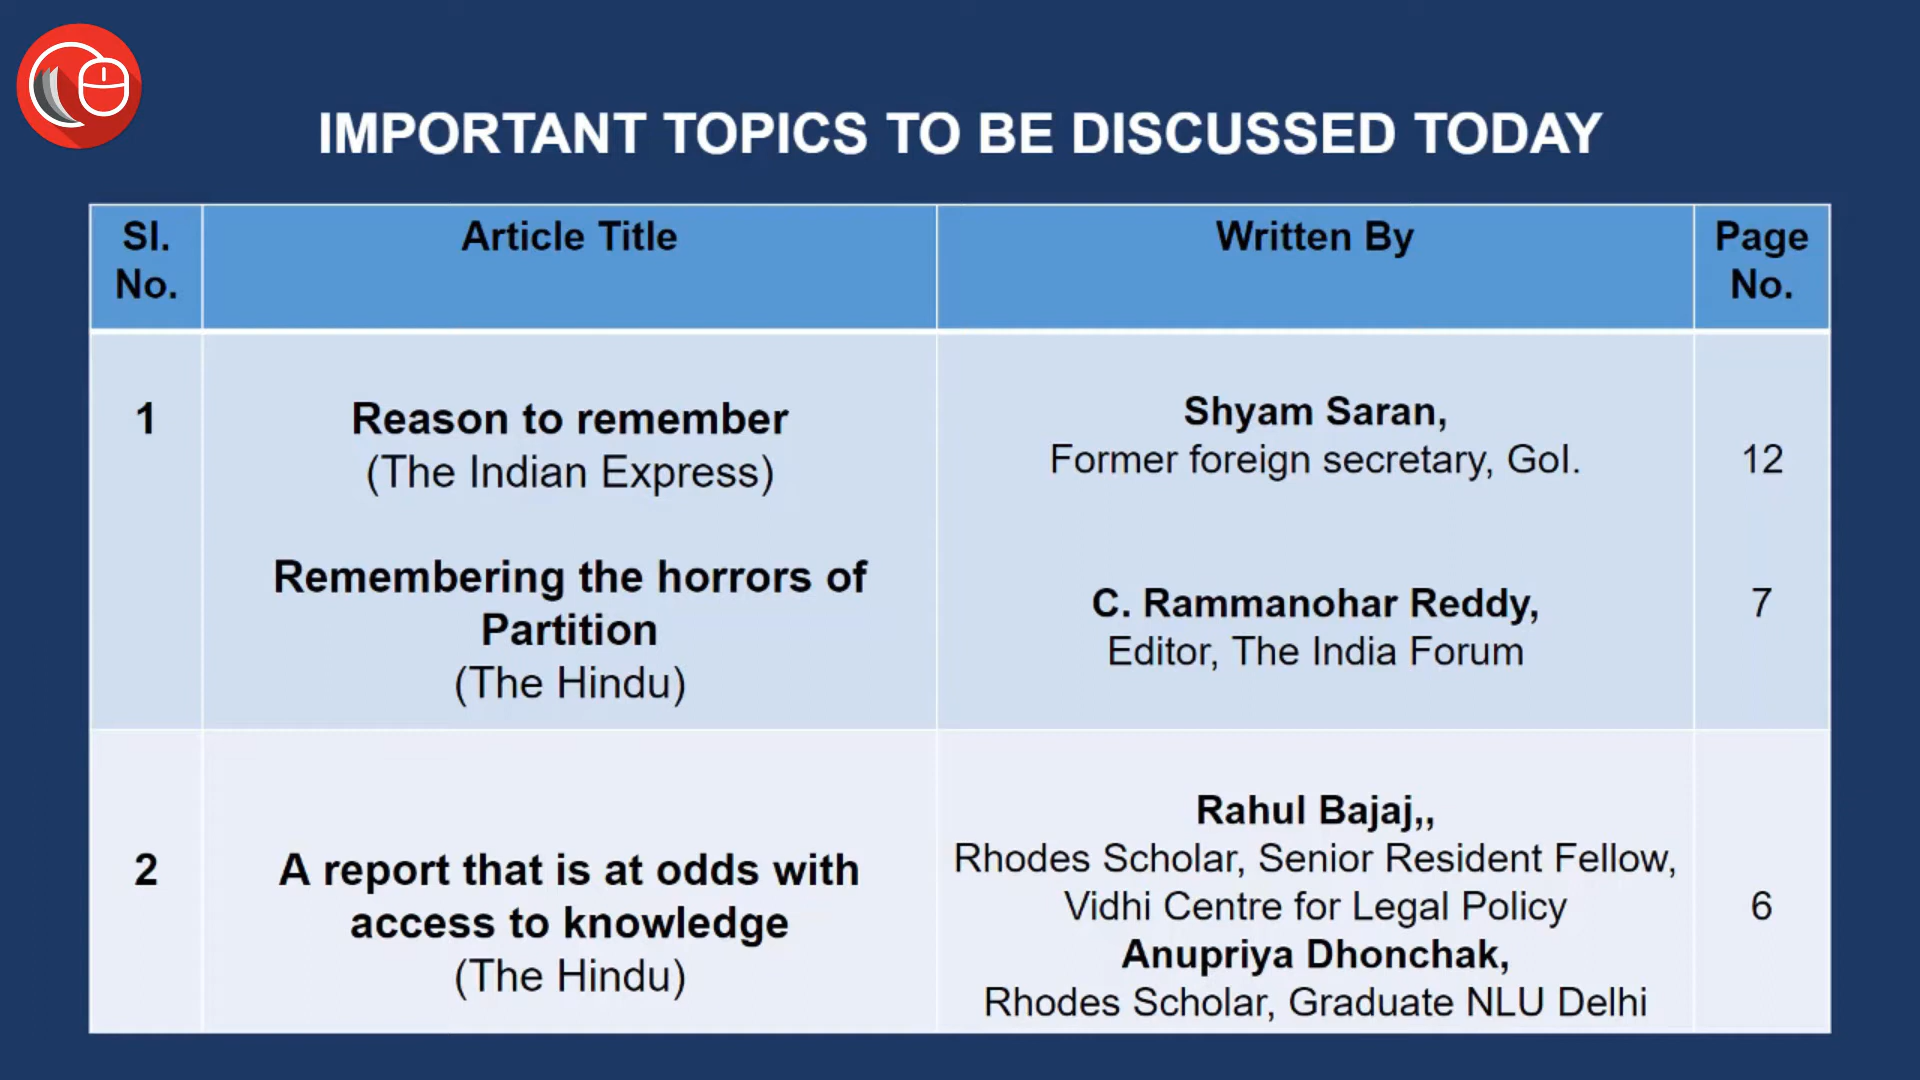 IMPORTANT TOPICS TO BE DISCUSSED TODAY
Sl. No.
Article Title
Written By
Page No.
1
Reason to remember
(The Indian Express)
Shyam Saran,
Former foreign secretary, GoI.
12
Remembering the horrors of
Partition
(The Hindu)
C. Rammanohar Reddy,
Editor, The India Forum
7
2
A report that is at odds with
access to knowledge
(The Hindu)
Rahul Bajaj,,
Rhodes Scholar, Senior Resident Fellow,
Vidhi Centre for Legal Policy
Anupriya Dhonchak,
Rhodes Scholar, Graduate NLU Delhi
6